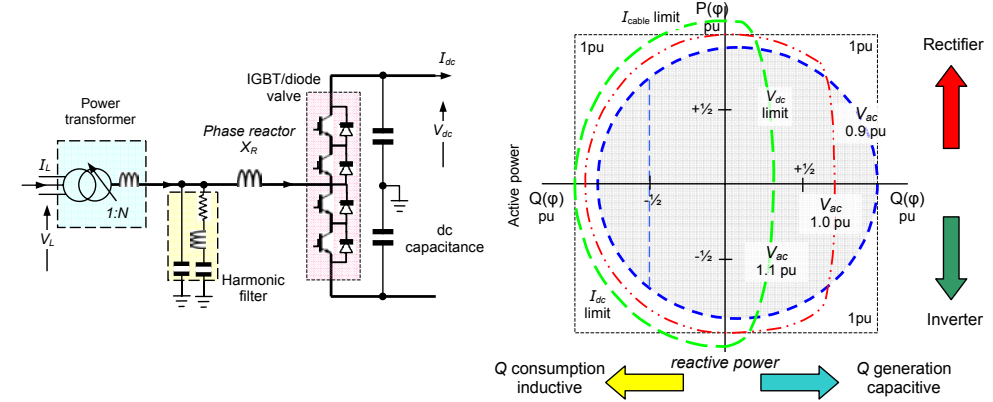 Power
transformer
I_L
V_L
1:N
Harmonic
filter
Phase reactor
X_R
IGBT/diode
valve
I_dc
V_dc
dc
capacitance
P(φ)
pu
I_cable limit
1pu
1pu
+½
V_dc
limit
V_ac
0.9 pu
Active power
Q(φ)
pu
-½
+½
Q(φ)
pu
V_ac
1.0 pu
-½
V_ac
1.1 pu
I_dc
limit
1pu
reactive power
Rectifier
Inverter
Q consumption
inductive
Q generation
capacitive